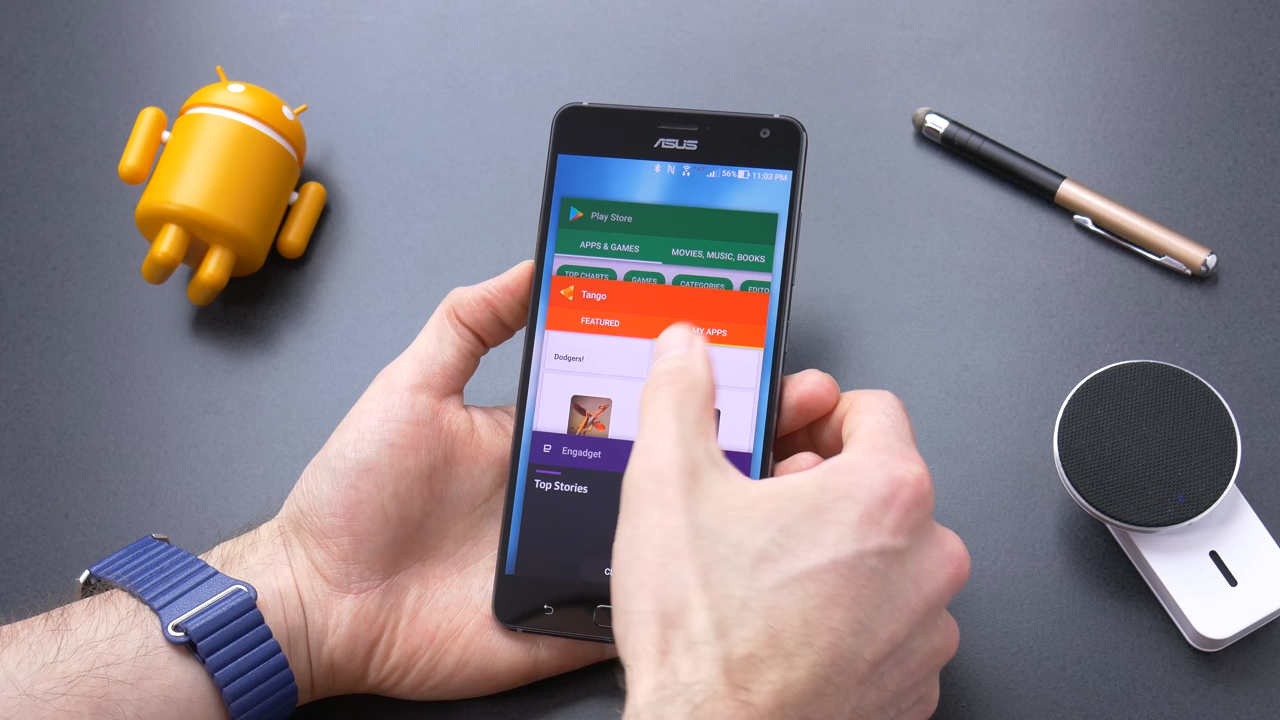 ASUS
56% 11:03 PM
Play Store
APPS & GAMES MOVIES, MUSIC, BOOKS
TOP CHARTS GAMES CATEGORIES
Tango
FEATURED MY APPS
Dodgers!
Engadget
Top Stories